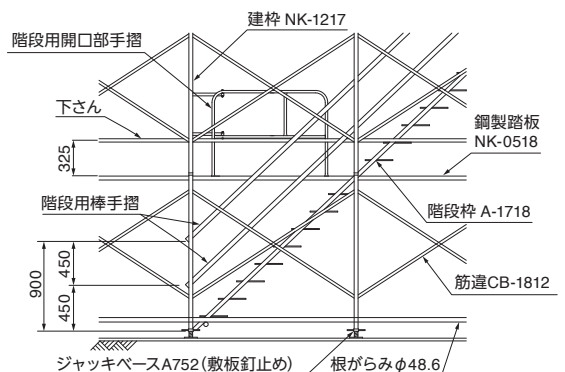 建枠 NK-1217
階段用開口部手摺
下さん
325
鋼製踏板
NK-0518
階段枠 A-1718
階段用棒手摺
900
450
450
筋違CB-1812
ジャッキベースA752(敷板釘止め)
根がらみφ48.6